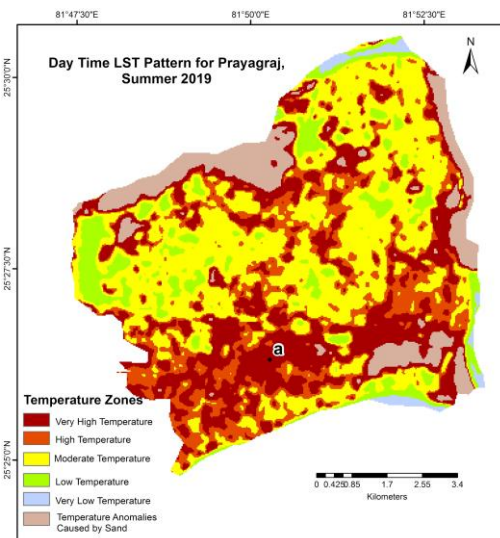 81°47'30"E
81°50'0"E
81°52'30"E
Day Time LST Pattern for Prayagraj,
Summer 2019
N
25°30'0"N
25°27'30"N
25°25'0"N
a
Temperature Zones
Very High Temperature
High Temperature
Moderate Temperature
Low Temperature
Very Low Temperature
Temperature Anomalies
Caused by Sand
0 0.425 0.85 1.7 2.55 3.4
Kilometers